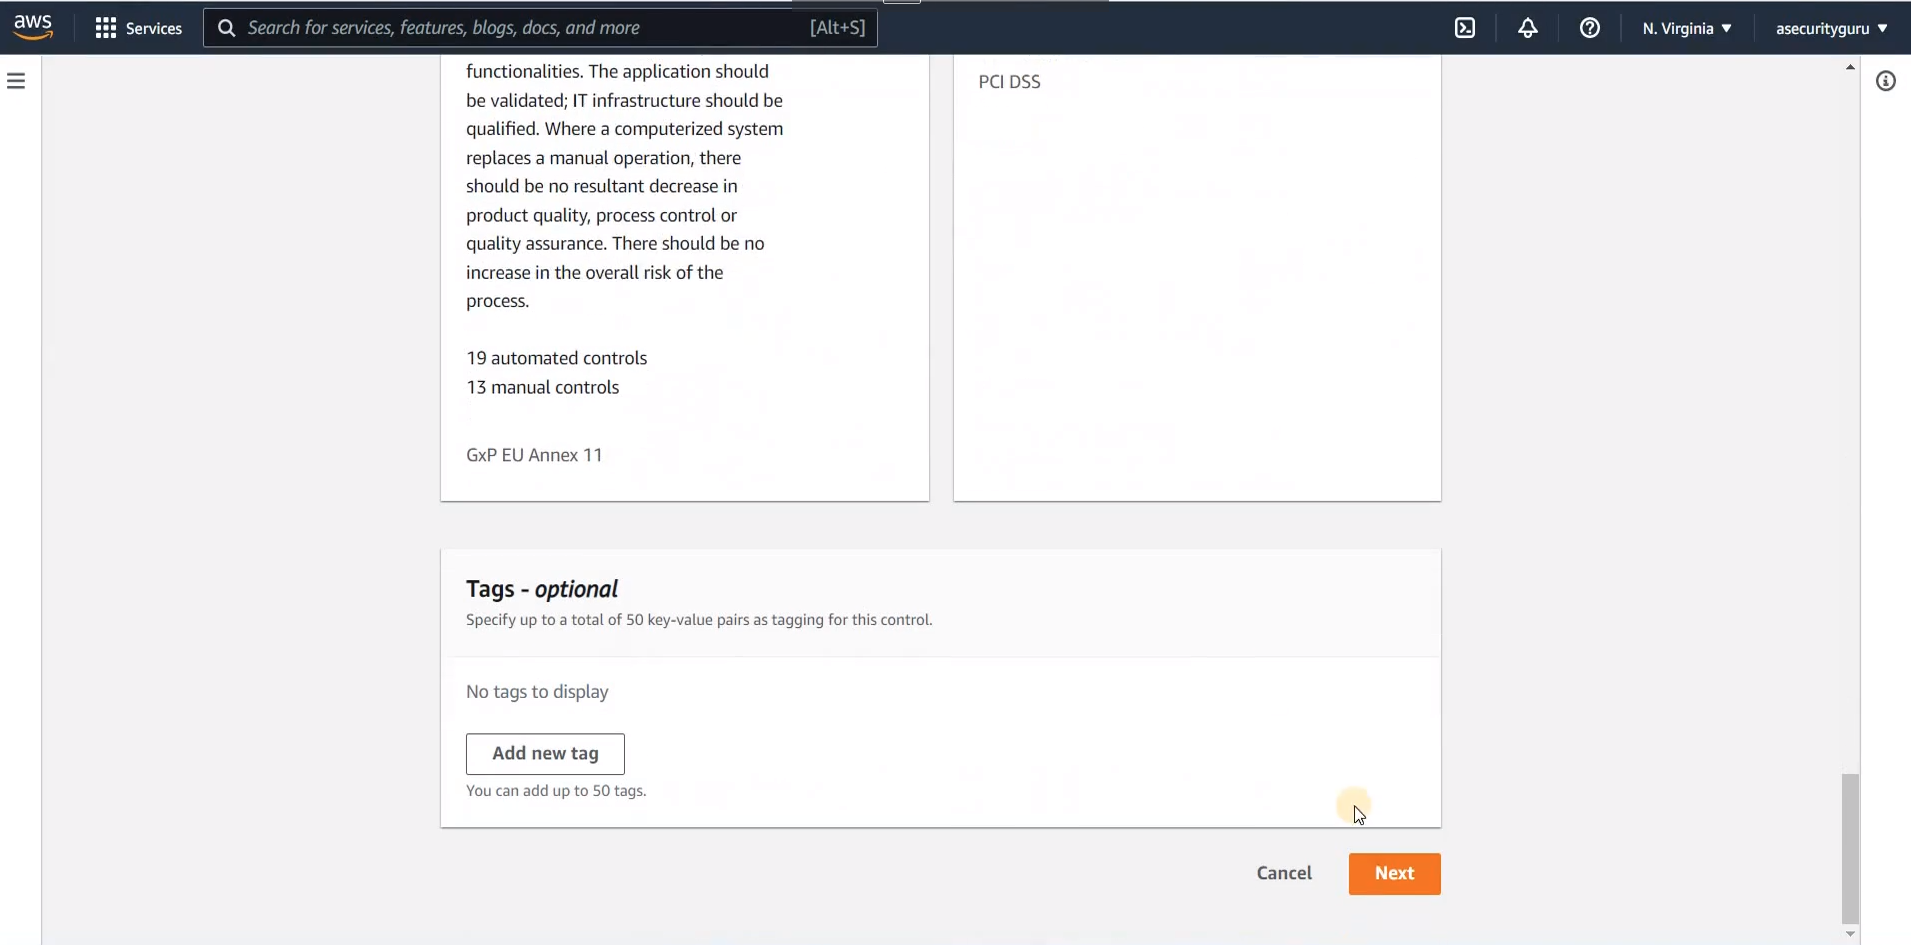 aws
Services
Search for services, features, blogs, docs, and more
[Alt+S]
N. Virginia
asecurityguru
functionalities. The application should
be validated; IT infrastructure should be
qualified. Where a computerized system
replaces a manual operation, there
should be no resultant decrease in
product quality, process control or
quality assurance. There should be no
increase in the overall risk of the
process.
19 automated controls
13 manual controls
GxP EU Annex 11
PCI DSS
Tags - optional
Specify up to a total of 50 key-value pairs as tagging for this control.
No tags to display
Add new tag
You can add up to 50 tags.
Cancel
Next